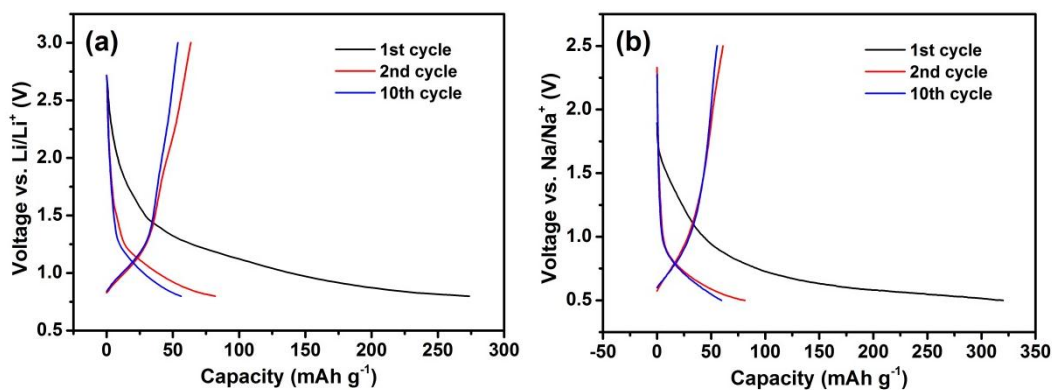 (a)
1st cycle
2nd cycle
10th cycle
Voltage vs. Li/Li⁺ (V)
3.0
2.5
2.0
1.5
1.0
0.5
0 50 100 150 200 250 300
Capacity (mAh g⁻¹)
(b)
1st cycle
2nd cycle
10th cycle
Voltage vs. Na/Na⁺ (V)
2.5
2.0
1.5
1.0
0.5
-50 0 50 100 150 200 250 300 350
Capacity (mAh g⁻¹)